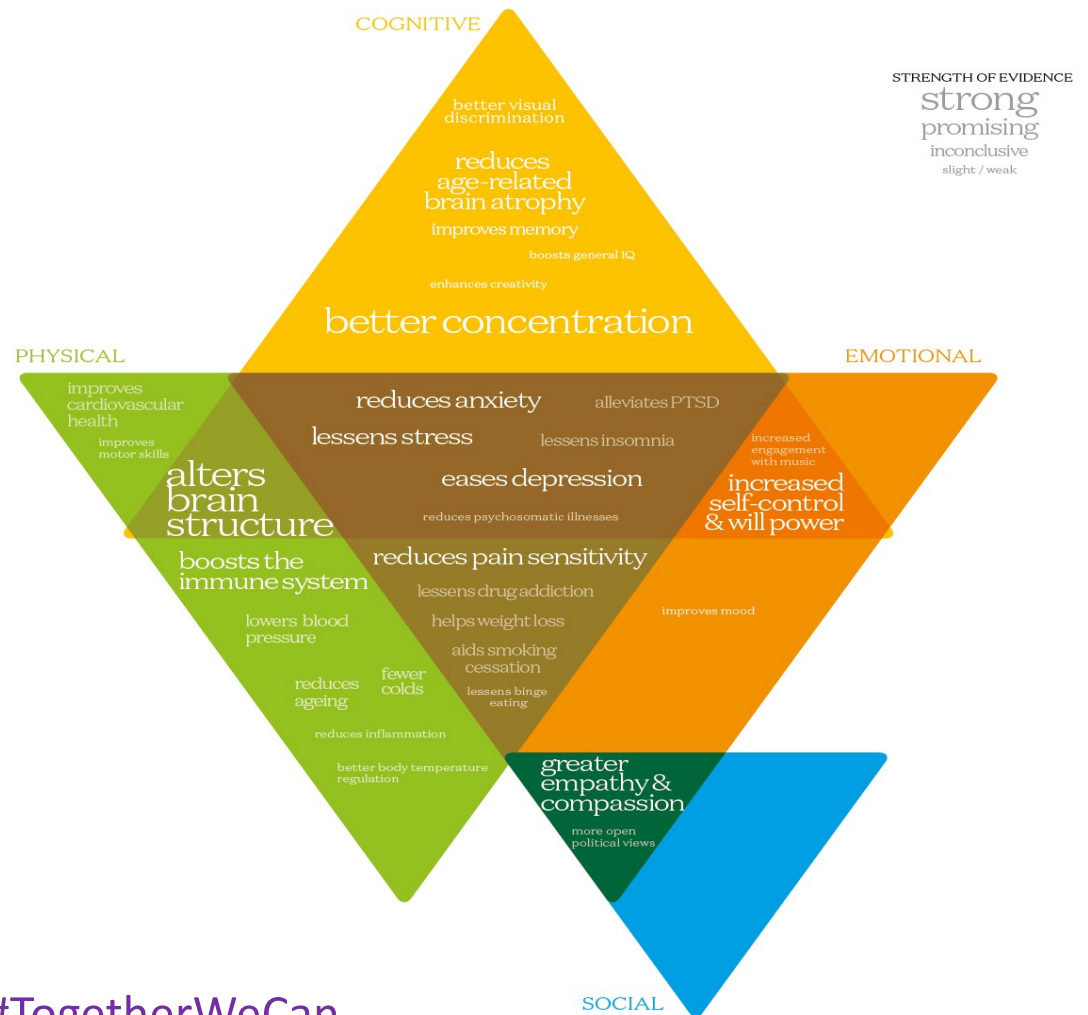 COGNITIVE
STRENGTH OF EVIDENCE
strong
promising
inconclusive
slight / weak
better visual
discrimination
reduces
age-related
brain atrophy
improves memory
boosts general IQ
enhances creativity
better concentration
PHYSICAL
EMOTIONAL
improves
cardiovascular
health
improves
motor skills
alters
brain
structure
reduces anxiety
alleviates PTSD
lessens stress
lessens insomnia
eases depression
reduces psychosomatic illnesses
increased
engagement
with music
increased
self-control
& will power
boosts the
immune system
reduces pain sensitivity
lessens drug addiction
helps weight loss
aids smoking
cessation
lessens binge
eating
improves mood
lowers blood
pressure
reduces
ageing
fewer
colds
reduces inflammation
better body temperature
regulation
greater
empathy &
compassion
more open
political views
SOCIAL
#TogetherWeCan